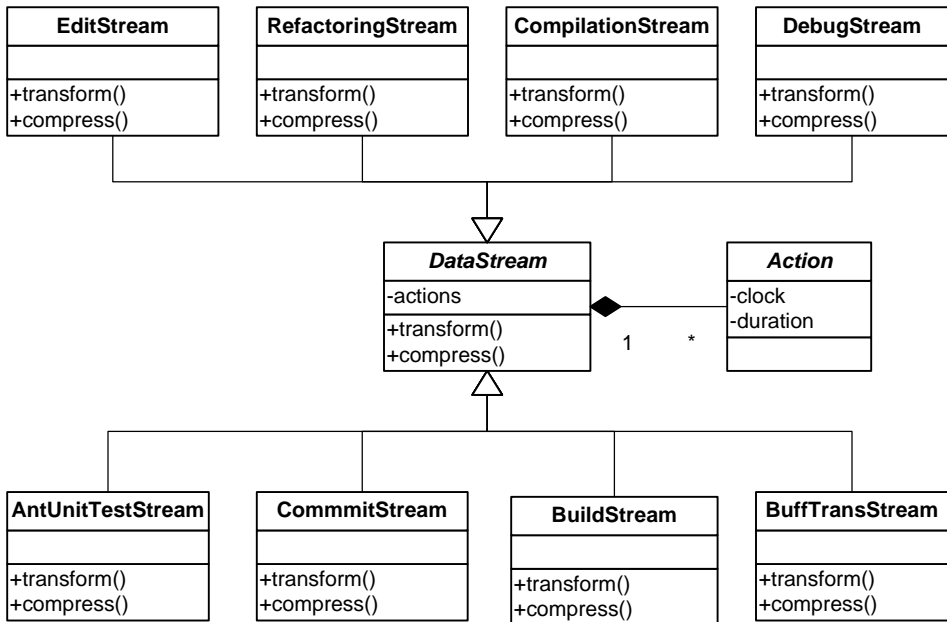 EditStream
+transform()
+compress()
RefactoringStream
+transform()
+compress()
CompilationStream
+transform()
+compress()
DebugStream
+transform()
+compress()
DataStream
-actions
+transform()
+compress()
1
*
Action
-clock
-duration
AntUnitTestStream
+transform()
+compress()
CommmitStream
+transform()
+compress()
BuildStream
+transform()
+compress()
BuffTransStream
+transform()
+compress()